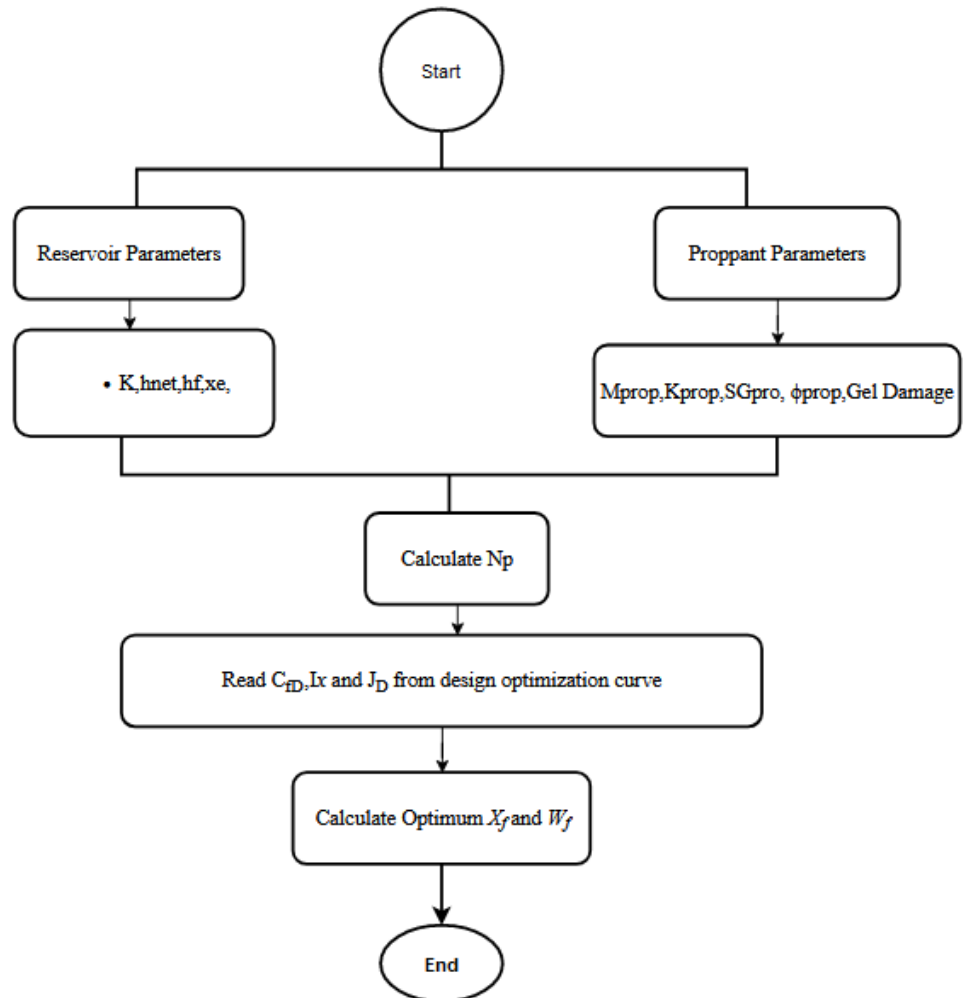 Start
Reservoir Parameters
Proppant Parameters
• K,hnet,hf,xe,
Mprop,Kprop,SGpro, ϕprop,Gel Damage
Calculate Np
Read CfD,Ix and JD from design optimization curve
Calculate Optimum Xf and Wf
End